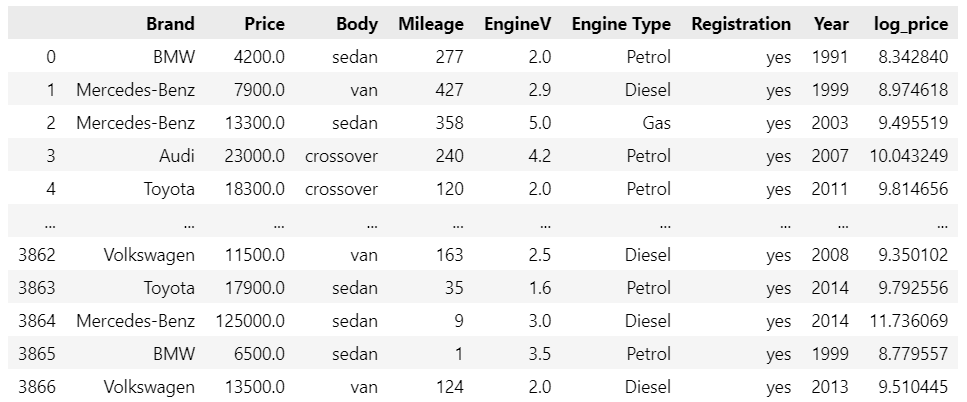 Brand Price Body Mileage EngineV Engine Type Registration Year log_price
0 BMW 4200.0 sedan 277 2.0 Petrol yes 1991 8.342840
1 Mercedes-Benz 7900.0 van 427 2.9 Diesel yes 1999 8.974618
2 Mercedes-Benz 13300.0 sedan 358 5.0 Gas yes 2003 9.495519
3 Audi 23000.0 crossover 240 4.2 Petrol yes 2007 10.043249
4 Toyota 18300.0 crossover 120 2.0 Petrol yes 2011 9.814656
... ... ... ... ... ... ... ... ... ...
3862 Volkswagen 11500.0 van 163 2.5 Diesel yes 2008 9.350102
3863 Toyota 17900.0 sedan 35 1.6 Petrol yes 2014 9.792556
3864 Mercedes-Benz 125000.0 sedan 9 3.0 Diesel yes 2014 11.736069
3865 BMW 6500.0 sedan 1 3.5 Petrol yes 1999 8.779557
3866 Volkswagen 13500.0 van 124 2.0 Diesel yes 2013 9.510445